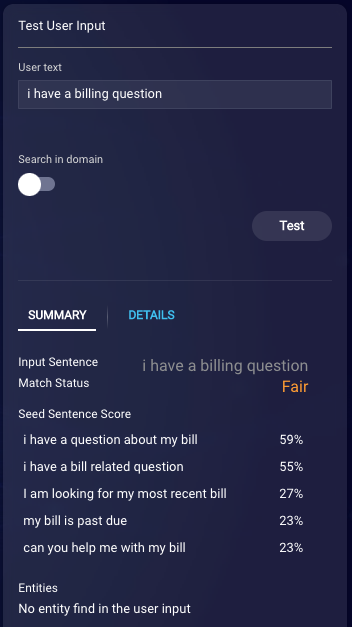 Test User Input
User text
i have a billing question
Search in domain
Test
SUMMARY DETAILS
Input Sentence i have a billing question
Match Status Fair
Seed Sentence Score
i have a question about my bill 59%
i have a bill related question 55%
I am looking for my most recent bill 27%
my bill is past due 23%
can you help me with my bill 23%
Entities
No entity find in the user input